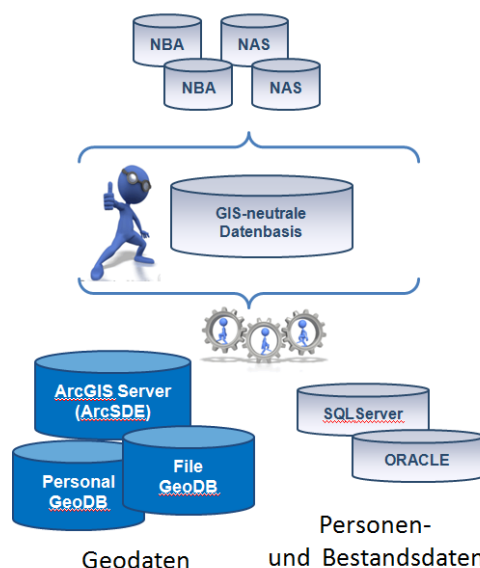 NBA
NAS
NBA
NAS
GIS-neutrale
Datenbasis
ArcGIS Server
(ArcSDE)
Personal
GeoDB
File
GeoDB
SQLServer
ORACLE
Geodaten
Personen-
und Bestandsdaten